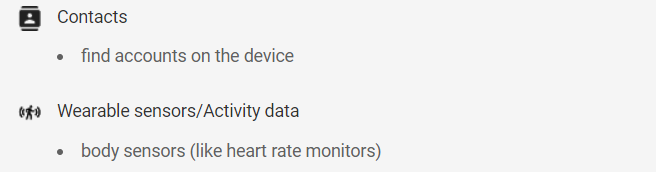 Contacts
• find accounts on the device
Wearable sensors/Activity data
• body sensors (like heart rate monitors)